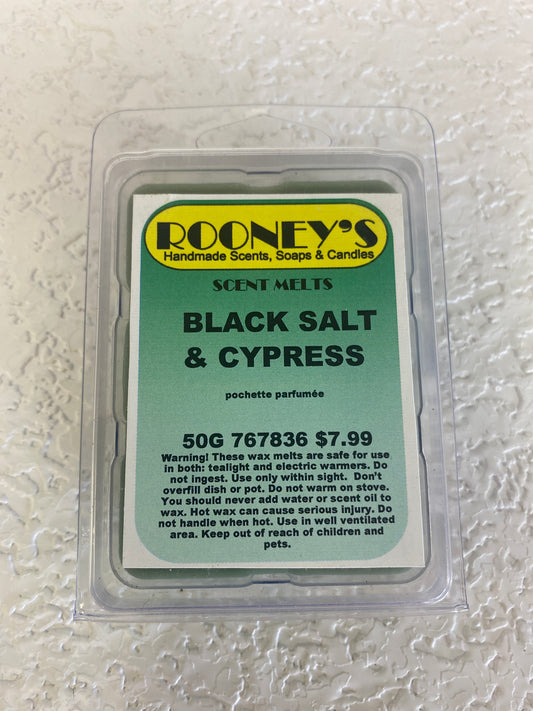 ROONEY'S
Handmade Scents, Soaps & Candles
SCENT MELTS
BLACK SALT
& CYPRESS
pochette parfumée
50G 767836 $7.99
Warning! These wax melts are safe for use
in both: tealight and electric warmers. Do
not ingest. Use only within sight. Don't
overfill dish or pot. Do not warm on stove.
You should never add water or scent oil to
wax. Hot wax can cause serious injury. Do
not handle when hot. Use in well ventilated
area. Keep out of reach of children and
pets.